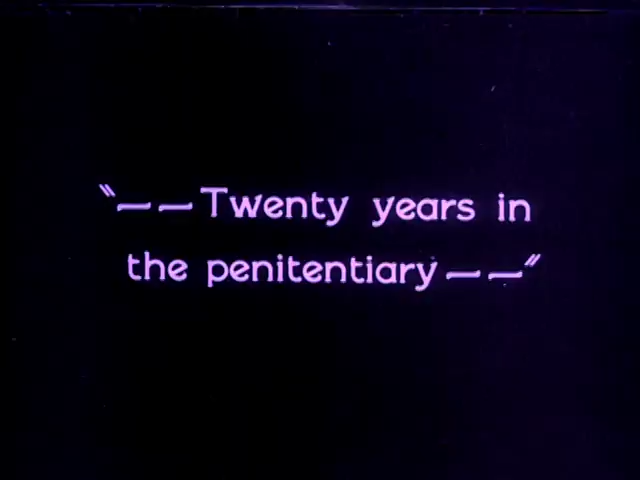 "——Twenty years in
the penitentiary——"